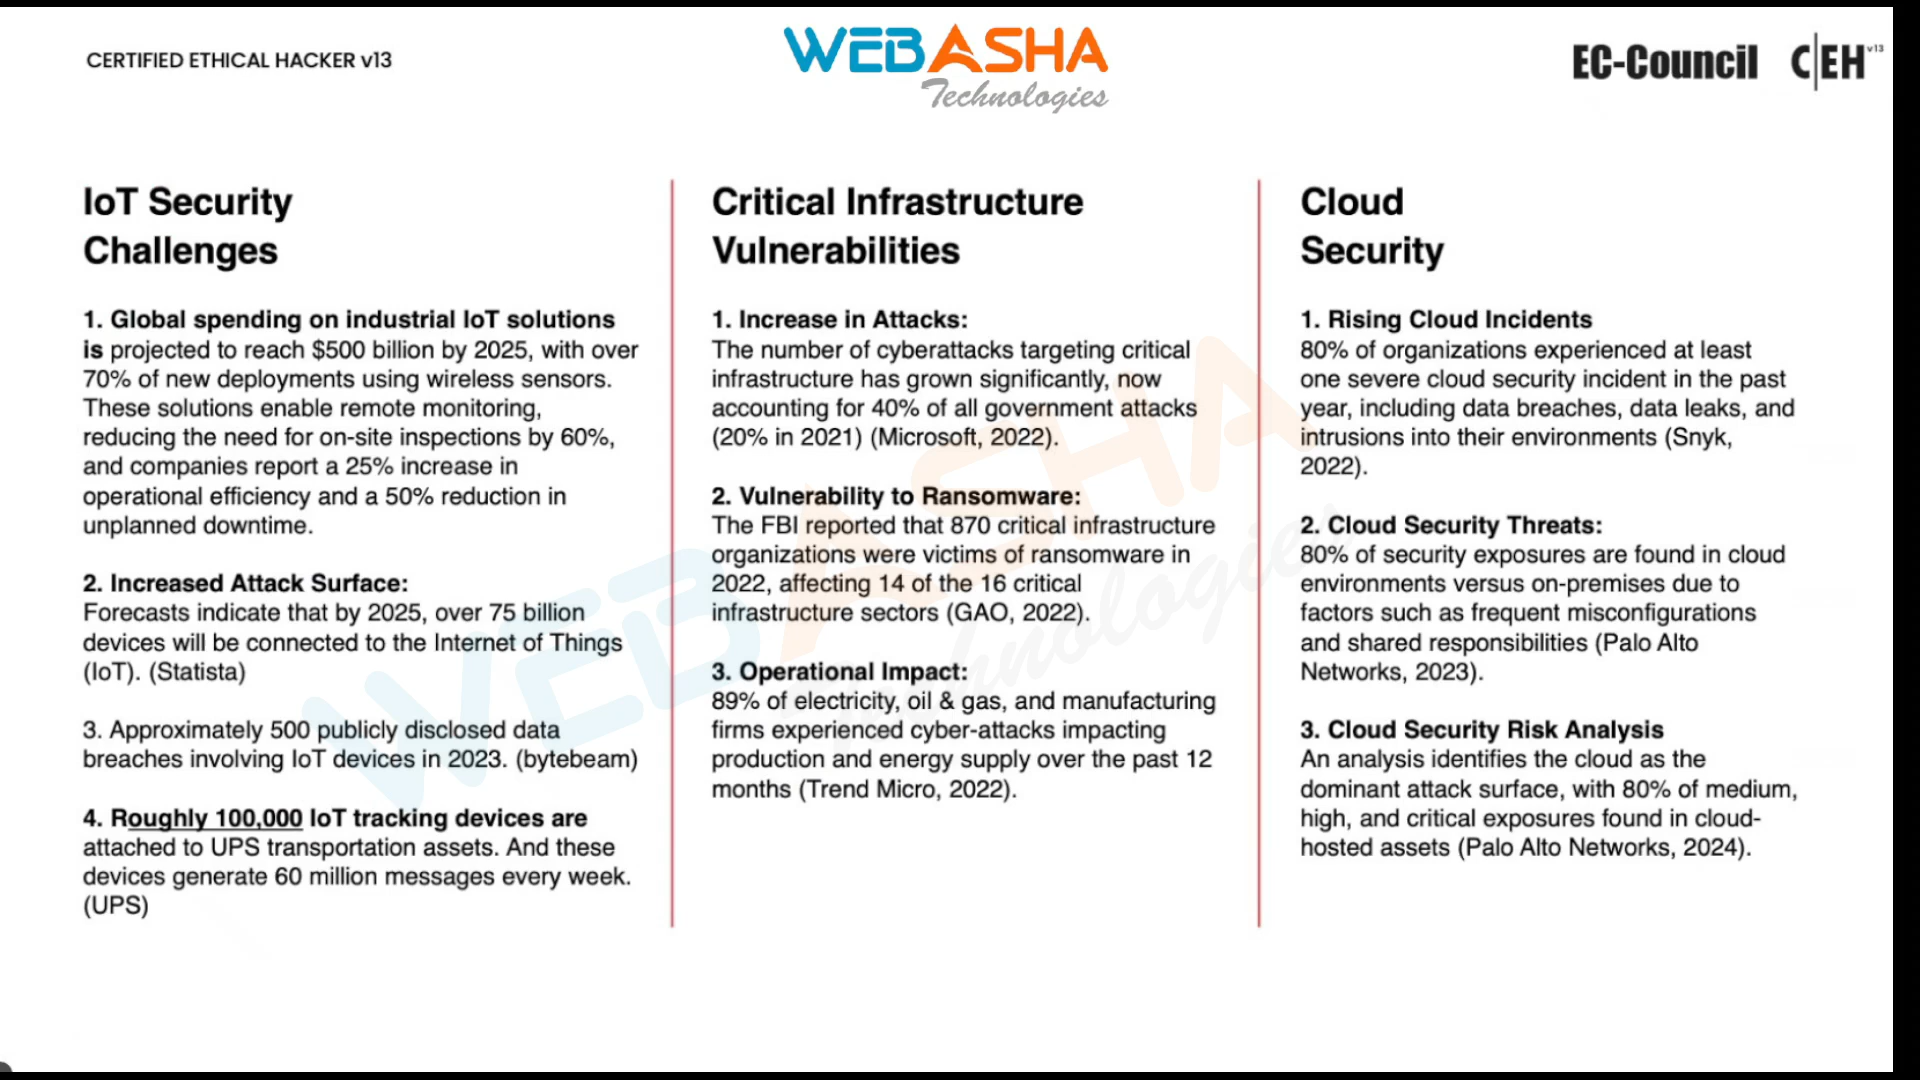 CERTIFIED ETHICAL HACKER v13
WEBASHA
Technologies
EC-Council C|EH v13
IoT Security
Challenges
1. Global spending on industrial IoT solutions
is projected to reach $500 billion by 2025, with over
70% of new deployments using wireless sensors.
These solutions enable remote monitoring,
reducing the need for on-site inspections by 60%,
and companies report a 25% increase in
operational efficiency and a 50% reduction in
unplanned downtime.
2. Increased Attack Surface:
Forecasts indicate that by 2025, over 75 billion
devices will be connected to the Internet of Things
(IoT). (Statista)
3. Approximately 500 publicly disclosed data
breaches involving IoT devices in 2023. (bytebeam)
4. Roughly 100,000 IoT tracking devices are
attached to UPS transportation assets. And these
devices generate 60 million messages every week.
(UPS)
Critical Infrastructure
Vulnerabilities
1. Increase in Attacks:
The number of cyberattacks targeting critical
infrastructure has grown significantly, now
accounting for 40% of all government attacks
(20% in 2021) (Microsoft, 2022).
2. Vulnerability to Ransomware:
The FBI reported that 870 critical infrastructure
organizations were victims of ransomware in
2022, affecting 14 of the 16 critical
infrastructure sectors (GAO, 2022).
3. Operational Impact:
89% of electricity, oil & gas, and manufacturing
firms experienced cyber-attacks impacting
production and energy supply over the past 12
months (Trend Micro, 2022).
Cloud
Security
1. Rising Cloud Incidents
80% of organizations experienced at least
one severe cloud security incident in the past
year, including data breaches, data leaks, and
intrusions into their environments (Snyk,
2022).
2. Cloud Security Threats:
80% of security exposures are found in cloud
environments versus on-premises due to
factors such as frequent misconfigurations
and shared responsibilities (Palo Alto
Networks, 2023).
3. Cloud Security Risk Analysis
An analysis identifies the cloud as the
dominant attack surface, with 80% of medium,
high, and critical exposures found in cloud-
hosted assets (Palo Alto Networks, 2024).
WEBASHA
Technologies